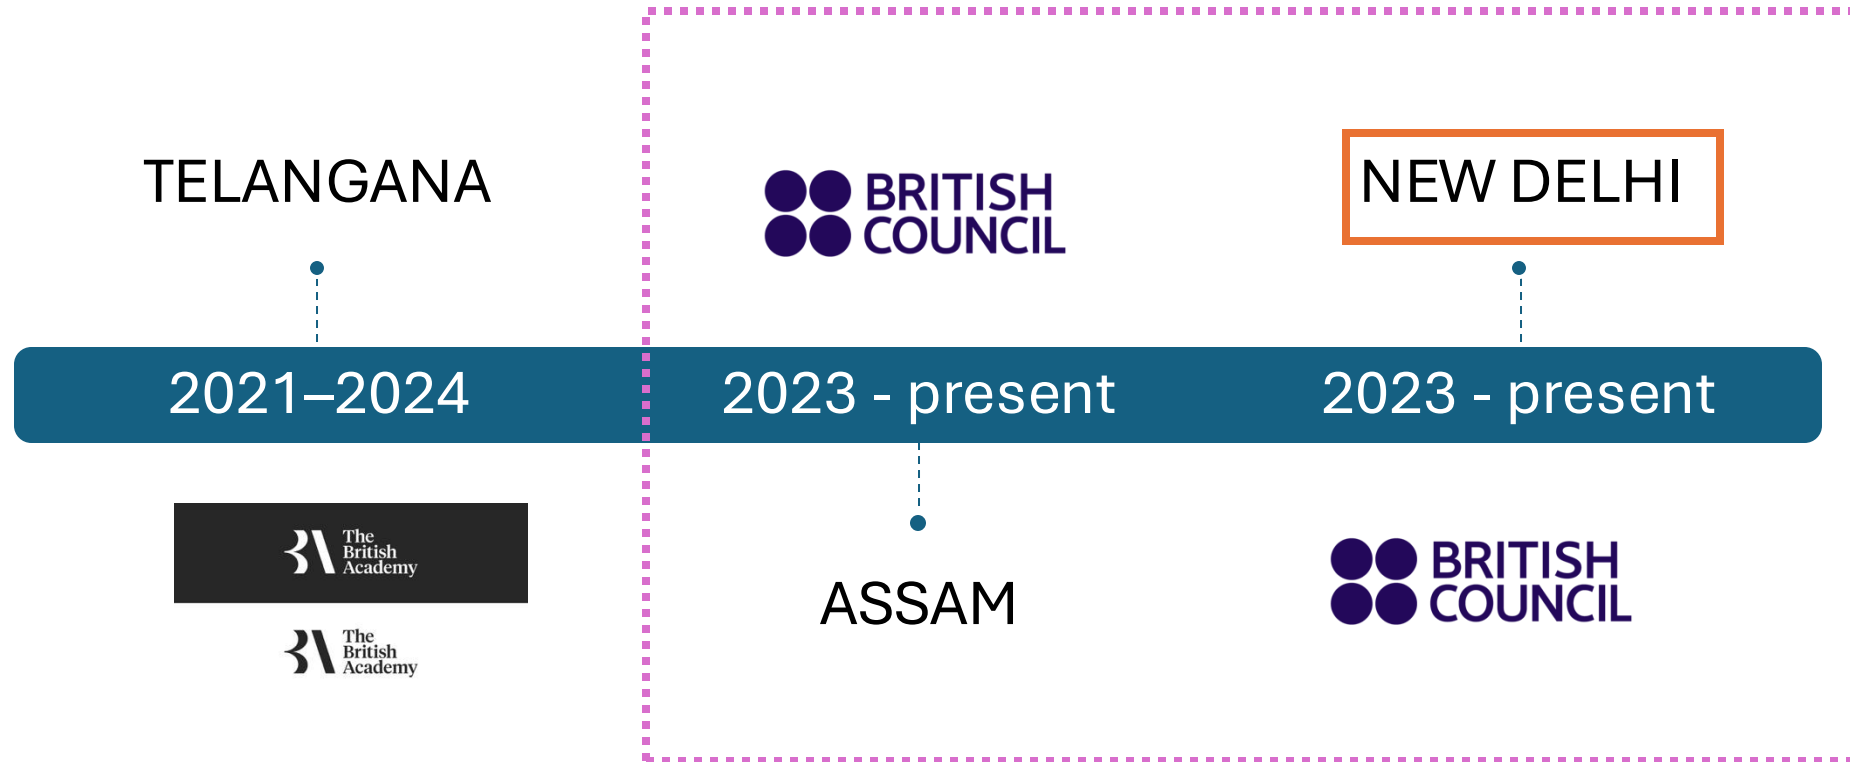 TELANGANA
BRITISH
COUNCIL
NEW DELHI
2021–2024
2023 - present
2023 - present
The
British
Academy
The
British
Academy
ASSAM
BRITISH
COUNCIL